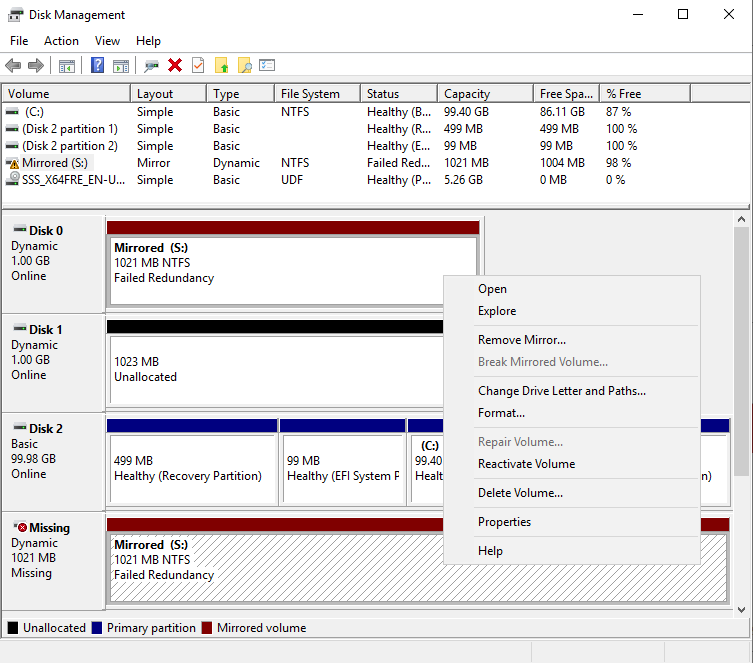 Disk Management
File Action View Help
Volume Layout Type File System Status Capacity Free Spa... % Free
(C:) Simple Basic NTFS Healthy (B... 99.40 GB 86.11 GB 87 %
(Disk 2 partition 1) Simple Basic Healthy (R... 499 MB 499 MB 100 %
(Disk 2 partition 2) Simple Basic Healthy (E... 99 MB 99 MB 100 %
Mirrored (S:) Mirror Dynamic NTFS Failed Red... 1021 MB 1004 MB 98 %
SSS_X64FRE_EN-U... Simple Basic UDF Healthy (P... 5.26 GB 0 MB 0 %
Disk 0
Dynamic
1.00 GB
Online
Mirrored (S:)
1021 MB NTFS
Failed Redundancy
Disk 1
Dynamic
1.00 GB
Online
1023 MB
Unallocated
Disk 2
Basic
99.98 GB
Online
499 MB
Healthy (Recovery Partition)
99 MB
Healthy (EFI System P
(C:)
99.40
Healt
n)
Missing
Dynamic
1021 MB
Missing
Mirrored (S:)
1021 MB NTFS
Failed Redundancy
Open
Explore
Remove Mirror...
Break Mirrored Volume...
Change Drive Letter and Paths...
Format...
Repair Volume...
Reactivate Volume
Delete Volume...
Properties
Help
Unallocated Primary partition Mirrored volume